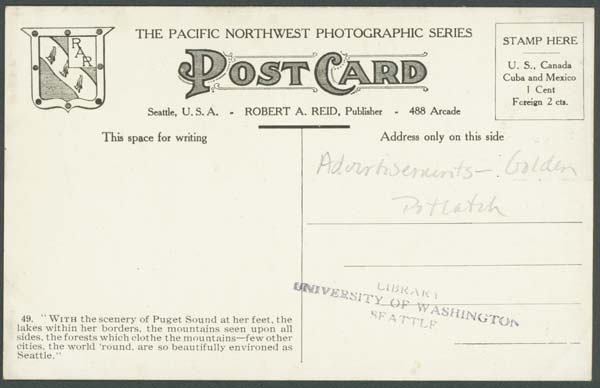 THE PACIFIC NORTHWEST PHOTOGRAPHIC SERIES
RAR
POST CARD
Seattle, U.S.A. - ROBERT A. REID, Publisher - 488 Arcade
STAMP HERE
U. S., Canada
Cuba and Mexico
1 Cent
Foreign 2 cts.
This space for writing
Address only on this side
Advertisements - Golden
Potlatch
LIBRARY
UNIVERSITY OF WASHINGTON
SEATTLE
49. "WITH the scenery of Puget Sound at her feet, the
lakes within her borders, the mountains seen upon all
sides, the forests which clothe the mountains—few other
cities, the world 'round, are so beautifully environed as
Seattle."